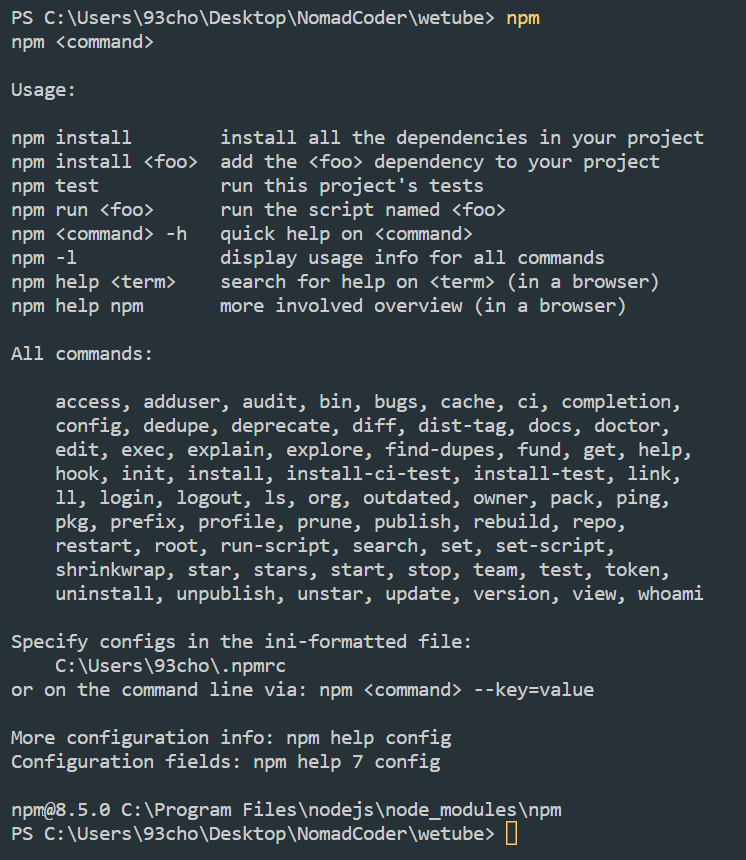 PS C:\Users\93cho\Desktop\NomadCoder\wetube> npm
npm <command>

Usage:

npm install        install all the dependencies in your project
npm install <foo>  add the <foo> dependency to your project
npm test           run this project's tests
npm run <foo>      run the script named <foo>
npm <command> -h   quick help on <command>
npm -l             display usage info for all commands
npm help <term>    search for help on <term> (in a browser)
npm help npm       more involved overview (in a browser)

All commands:

    access, adduser, audit, bin, bugs, cache, ci, completion,
    config, dedupe, deprecate, diff, dist-tag, docs, doctor,
    edit, exec, explain, explore, find-dupes, fund, get, help,
    hook, init, install, install-ci-test, install-test, link,
    ll, login, logout, ls, org, outdated, owner, pack, ping,
    pkg, prefix, profile, prune, publish, rebuild, repo,
    restart, root, run-script, search, set, set-script,
    shrinkwrap, star, stars, start, stop, team, test, token,
    uninstall, unpublish, unstar, update, version, view, whoami

Specify configs in the ini-formatted file:
    C:\Users\93cho\.npmrc
or on the command line via: npm <command> --key=value

More configuration info: npm help config
Configuration fields: npm help 7 config

npm@8.5.0 C:\Program Files\nodejs\node_modules\npm
PS C:\Users\93cho\Desktop\NomadCoder\wetube>